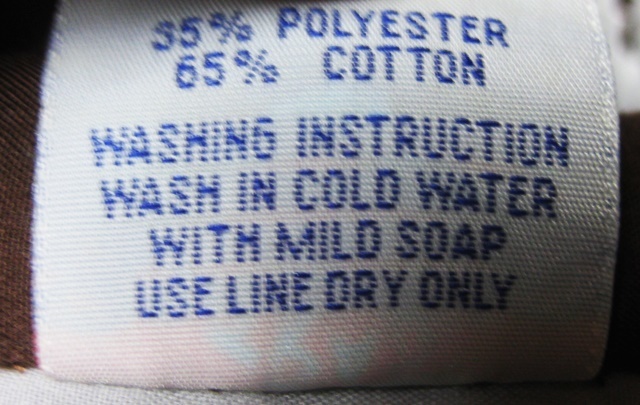 35% POLYESTER
65% COTTON
WASHING INSTRUCTION
WASH IN COLD WATER
WITH MILD SOAP
USE LINE DRY ONLY